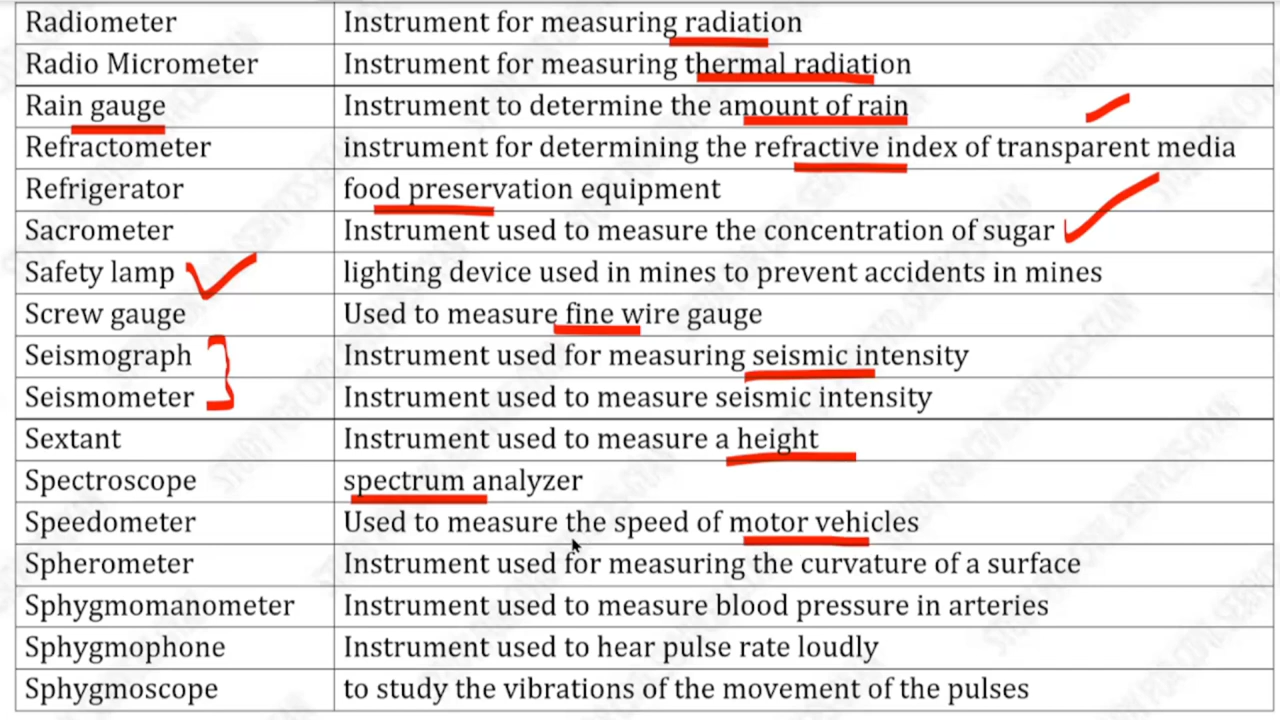 Radiometer Instrument for measuring radiation
Radio Micrometer Instrument for measuring thermal radiation
Rain gauge Instrument to determine the amount of rain
Refractometer instrument for determining the refractive index of transparent media
Refrigerator food preservation equipment
Sacrometer Instrument used to measure the concentration of sugar
Safety lamp lighting device used in mines to prevent accidents in mines
Screw gauge Used to measure fine wire gauge
Seismograph Instrument used for measuring seismic intensity
Seismometer Instrument used to measure seismic intensity
Sextant Instrument used to measure a height
Spectroscope spectrum analyzer
Speedometer Used to measure the speed of motor vehicles
Spherometer Instrument used for measuring the curvature of a surface
Sphygmomanometer Instrument used to measure blood pressure in arteries
Sphygmophone Instrument used to hear pulse rate loudly
Sphygmoscope to study the vibrations of the movement of the pulses